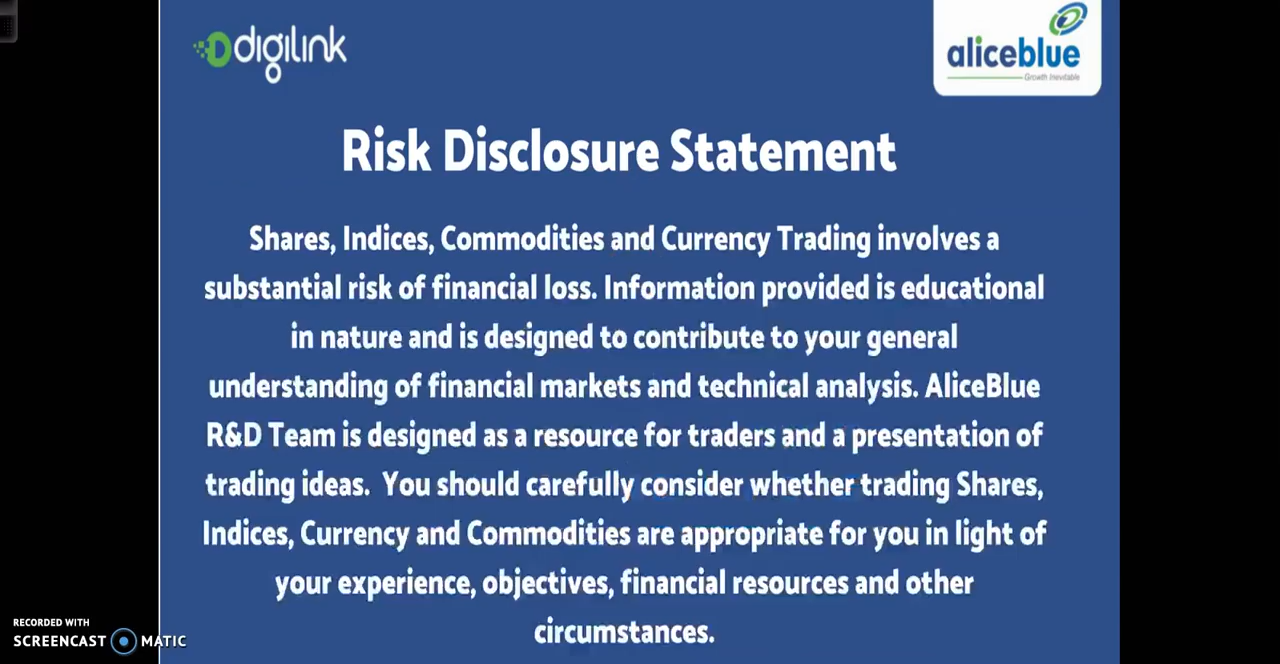 digilink
aliceblue
Growth Inevitable
Risk Disclosure Statement
Shares, Indices, Commodities and Currency Trading involves a
substantial risk of financial loss. Information provided is educational
in nature and is designed to contribute to your general
understanding of financial markets and technical analysis. AliceBlue
R&D Team is designed as a resource for traders and a presentation of
trading ideas.  You should carefully consider whether trading Shares,
Indices, Currency and Commodities are appropriate for you in light of
your experience, objectives, financial resources and other
circumstances.
RECORDED WITH
SCREENCAST MATIC